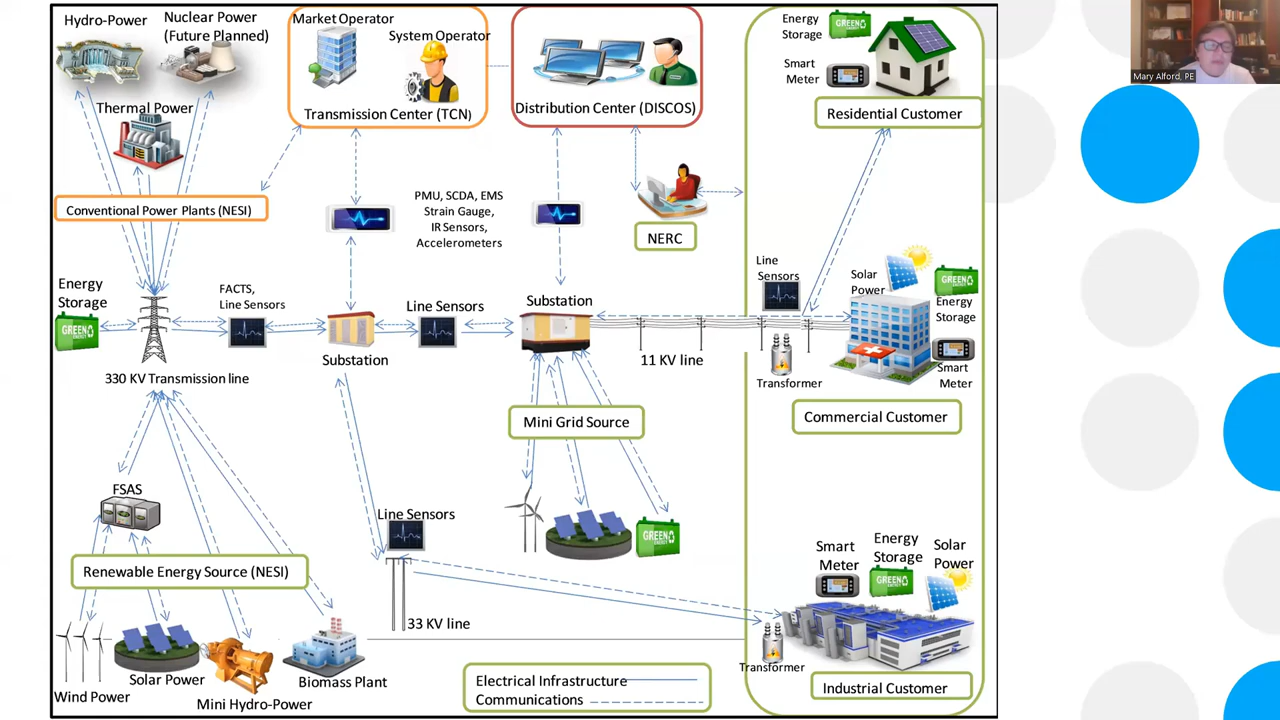 Hydro-Power
Nuclear Power
(Future Planned)
Thermal Power
Conventional Power Plants (NESI)
Market Operator
System Operator
Transmission Center (TCN)
Distribution Center (DISCOS)
Energy
Storage
GREEN
Smart
Meter
Residential Customer
Mary Alford, PE
PMU, SCDA, EMS
Strain Gauge,
IR Sensors,
Accelerometers
NERC
Energy
Storage
GREEN
ENERGY
FACTS,
Line Sensors
330 KV Transmission line
Substation
Line Sensors
Substation
11 KV line
Line
Sensors
Transformer
Solar
Power
GREEN
Energy
Storage
Smart
Meter
Commercial Customer
Mini Grid Source
GREEN
ENERGY
FSAS
Renewable Energy Source (NESI)
Wind Power
Solar Power
Mini Hydro-Power
Biomass Plant
Line Sensors
33 KV line
Smart
Meter
Energy
Storage
GREEN
Solar
Power
Transformer
Industrial Customer
Electrical Infrastructure
Communications